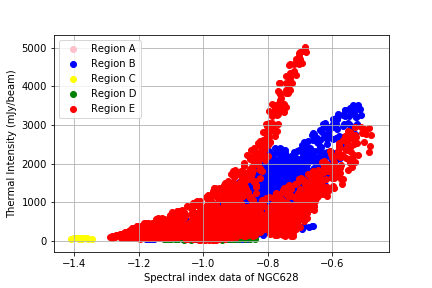 5000
4000
3000
2000
1000
0
Thermal Intensity (mJy/beam)
Region A
Region B
Region C
Region D
Region E
−1.4
−1.2
−1.0
−0.8
−0.6
Spectral index data of NGC628